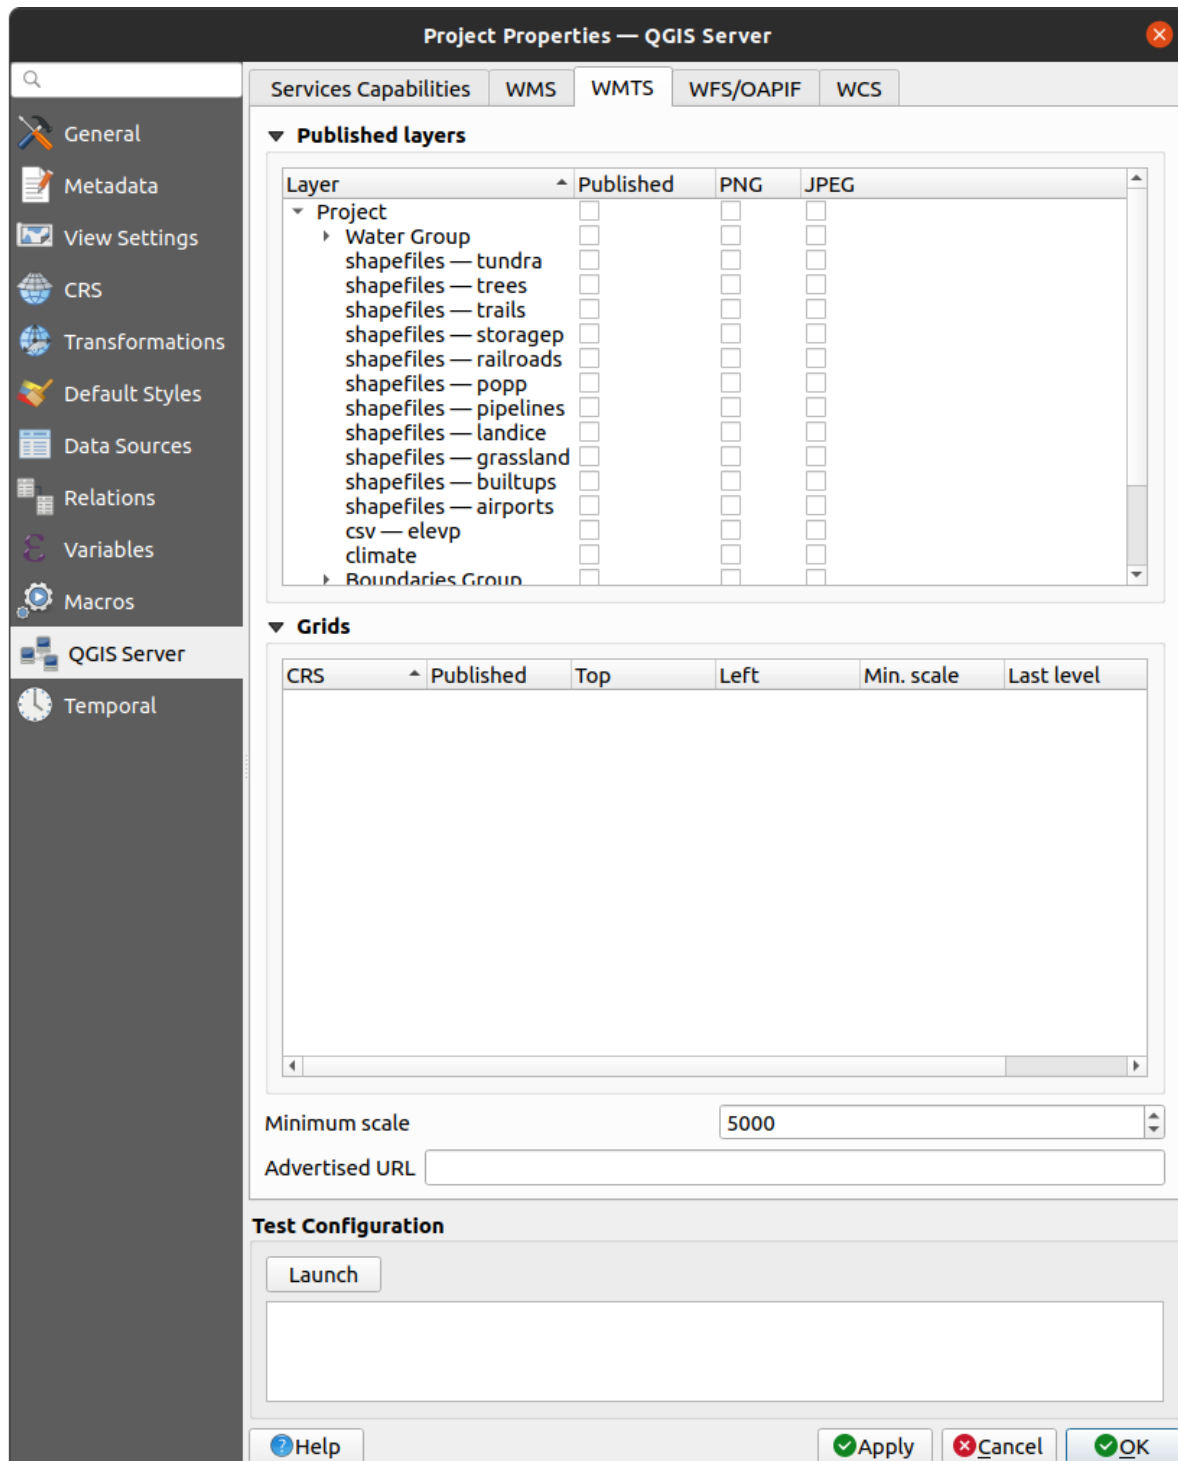 Project Properties — QGIS Server
General
Metadata
View Settings
CRS
Transformations
Default Styles
Data Sources
Relations
Variables
Macros
QGIS Server
Temporal
Services Capabilities WMS WMTS WFS/OAPIF WCS
Published layers
Layer Published PNG JPEG
Project
Water Group
shapefiles — tundra
shapefiles — trees
shapefiles — trails
shapefiles — storagep
shapefiles — railroads
shapefiles — popp
shapefiles — pipelines
shapefiles — landice
shapefiles — grassland
shapefiles — builtups
shapefiles — airports
csv — elevp
climate
Boundaries Group
Grids
CRS Published Top Left Min. scale Last level
Minimum scale 5000
Advertised URL
Test Configuration
Launch
Help Apply Cancel OK